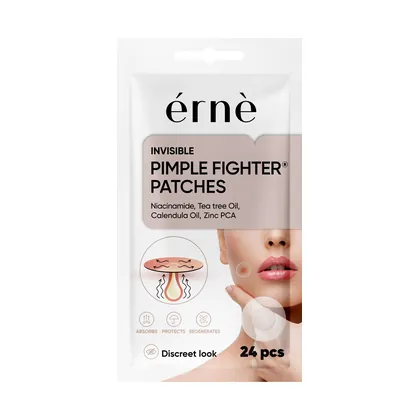 érnè
INVISIBLE
PIMPLE FIGHTER®
PATCHES
Niacinamide, Tea tree Oil,
Calendula Oil, Zinc PCA
ABSORBS PROTECTS REGENERATES
Discreet look
24 pcs